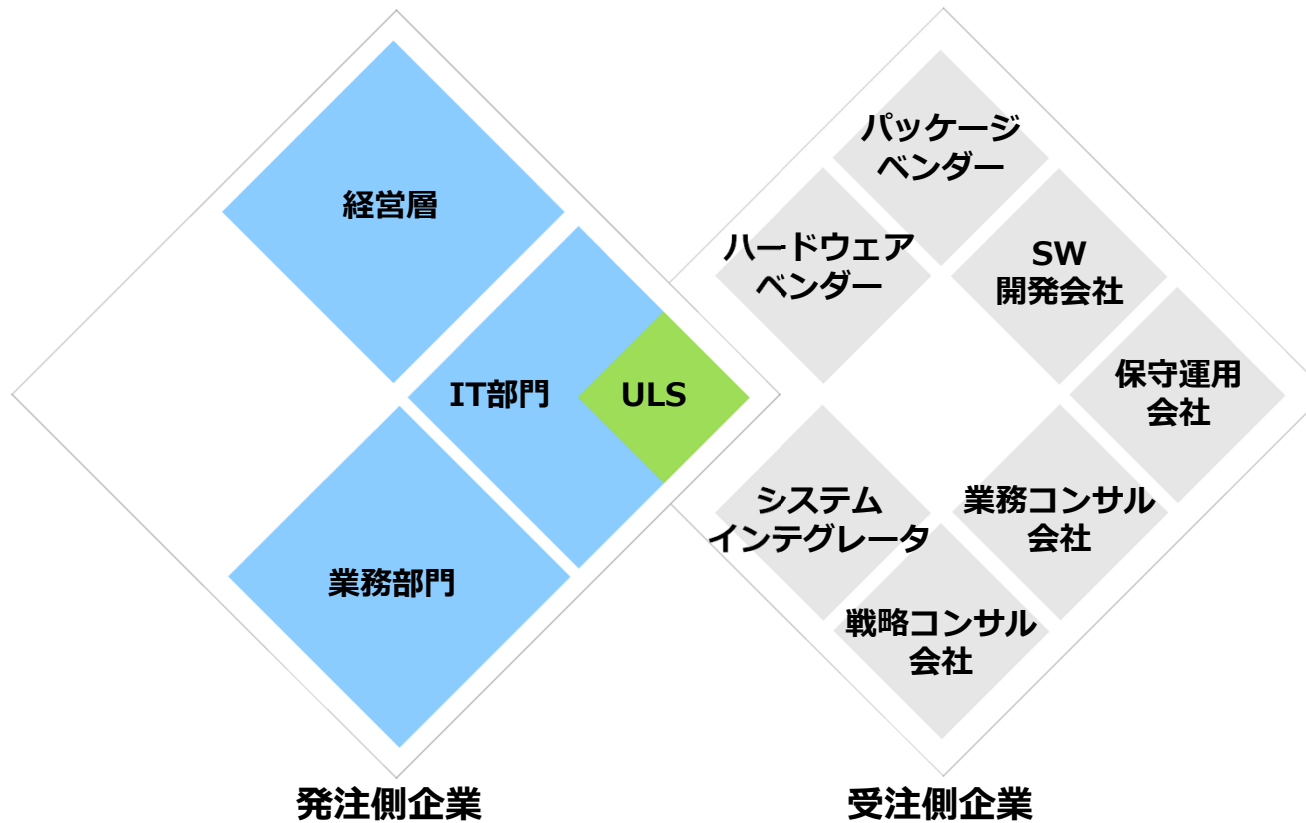 経営層
IT部門
ULS
業務部門
発注側企業
パッケージ
ベンダー
ハードウェア
ベンダー
SW
開発会社
保守運用
会社
システム
インテグレータ
業務コンサル
会社
戦略コンサル
会社
受注側企業